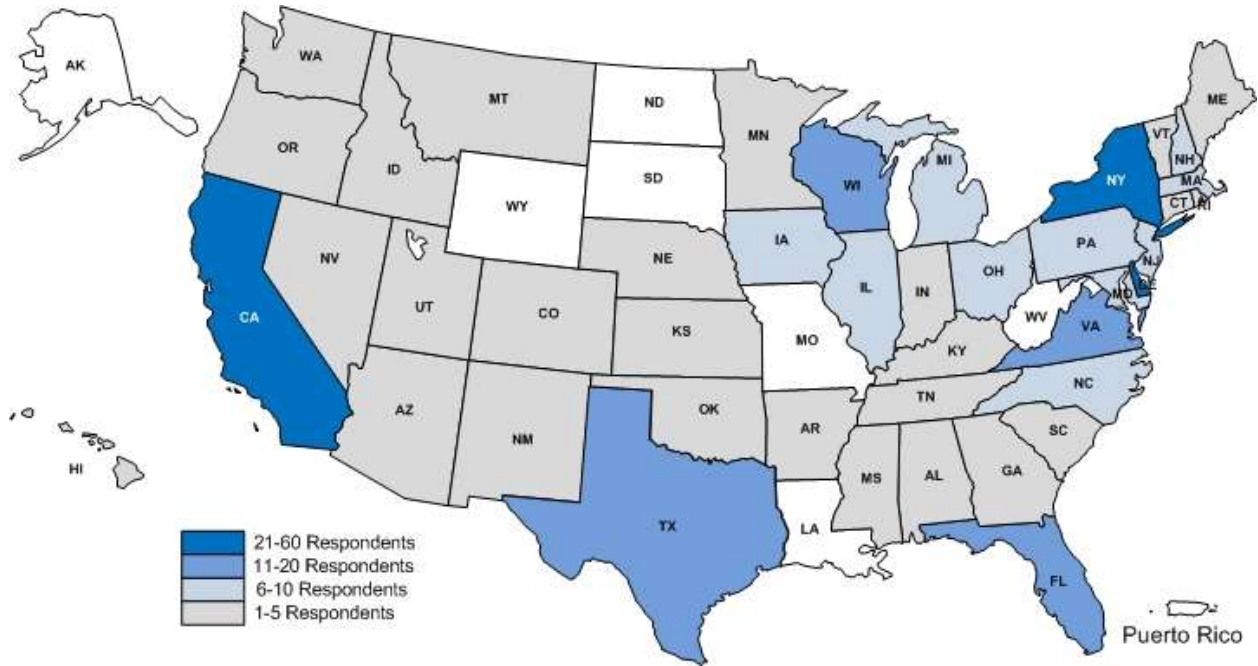 AK
WA
MT
ND
MN
ME
VT
NH
OR
ID
SD
WI
MI
NY
MA
CT
RI
WY
IA
PA
NJ
NE
OH
DE
NV
UT
CO
IL
IN
MD
WV
VA
CA
KS
MO
KY
NC
AZ
NM
OK
AR
TN
SC
MS
AL
GA
HI
TX
LA
FL
21-60 Respondents
11-20 Respondents
6-10 Respondents
1-5 Respondents
Puerto Rico